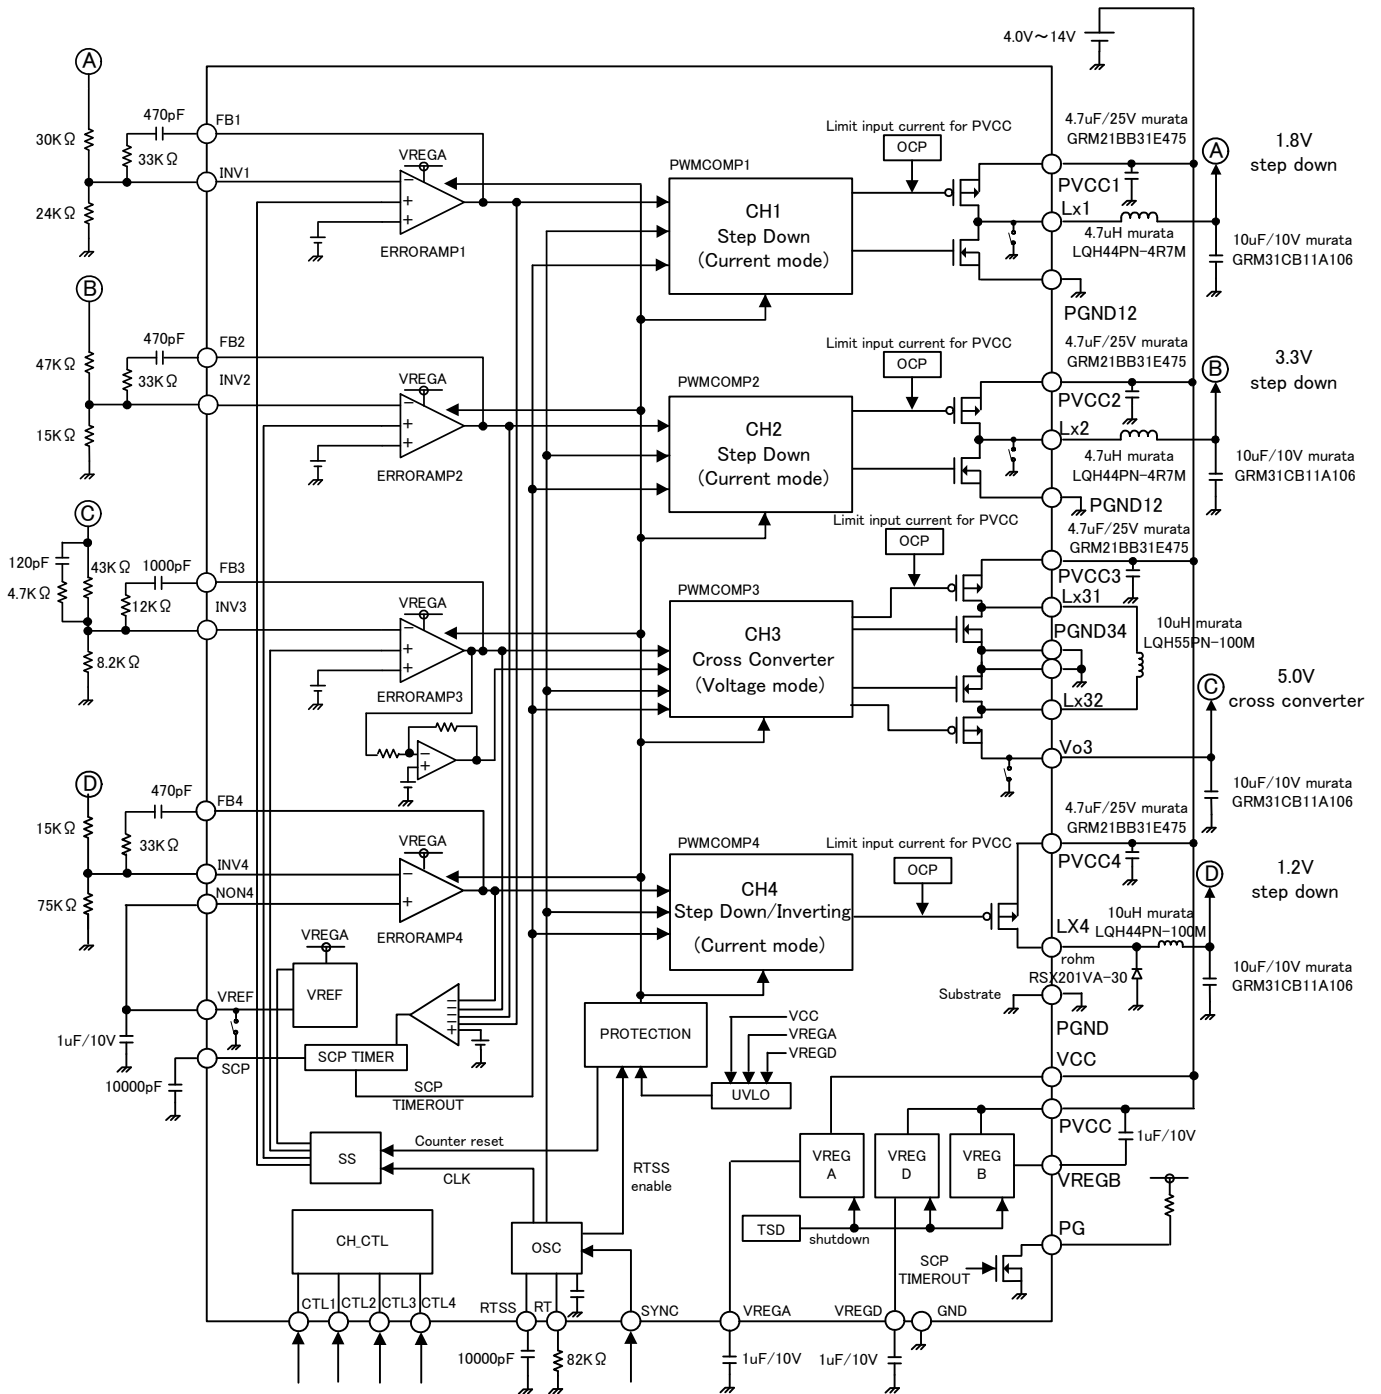 4.0V～14V
A
30KΩ
470pF
33KΩ
24KΩ
FB1
INV1
VREGA
ERRORAMP1
PWMCOMP1
CH1
Step Down
(Current mode)
Limit input current for PVCC
OCP
4.7uF/25V murata
GRM21BB31E475
PVCC1
Lx1
4.7uH murata
LQH44PN-4R7M
PGND12
A
1.8V
step down
10uF/10V murata
GRM31CB11A106
B
47KΩ
470pF
33KΩ
15KΩ
FB2
INV2
VREGA
ERRORAMP2
PWMCOMP2
CH2
Step Down
(Current mode)
Limit input current for PVCC
OCP
4.7uF/25V murata
GRM21BB31E475
PVCC2
Lx2
4.7uH murata
LQH44PN-4R7M
PGND12
B
3.3V
step down
10uF/10V murata
GRM31CB11A106
C
120pF
4.7KΩ
43KΩ
1000pF
12KΩ
8.2KΩ
FB3
INV3
VREGA
ERRORAMP3
PWMCOMP3
CH3
Cross Converter
(Voltage mode)
Limit input current for PVCC
OCP
4.7uF/25V murata
GRM21BB31E475
PVCC3
Lx31
PGND34
10uH murata
LQH55PN-100M
Lx32
Vo3
C
5.0V
cross converter
10uF/10V murata
GRM31CB11A106
D
15KΩ
470pF
33KΩ
75KΩ
FB4
INV4
NON4
VREGA
ERRORAMP4
PWMCOMP4
CH4
Step Down/Inverting
(Current mode)
Limit input current for PVCC
OCP
4.7uF/25V murata
GRM21BB31E475
PVCC4
LX4
10uH murata
LQH44PN-100M
rohm
RSX201VA-30
D
1.2V
step down
10uF/10V murata
GRM31CB11A106
Substrate
PGND
VREGA
VREF
VREF
1uF/10V
SCP
10000pF
SCP TIMER
SCP
TIMEROUT
PROTECTION
VCC
VREGA
VREGD
UVLO
VCC
PVCC
1uF/10V
VREGB
SS
Counter reset
CLK
RTSS
enable
VREG
A
VREG
D
VREG
B
TSD
shutdown
PG
SCP
TIMEROUT
CH_CTL
OSC
CTL1
CTL2
CTL3
CTL4
RTSS
RT
SYNC
VREGA
VREGD
GND
10000pF
82KΩ
1uF/10V
1uF/10V